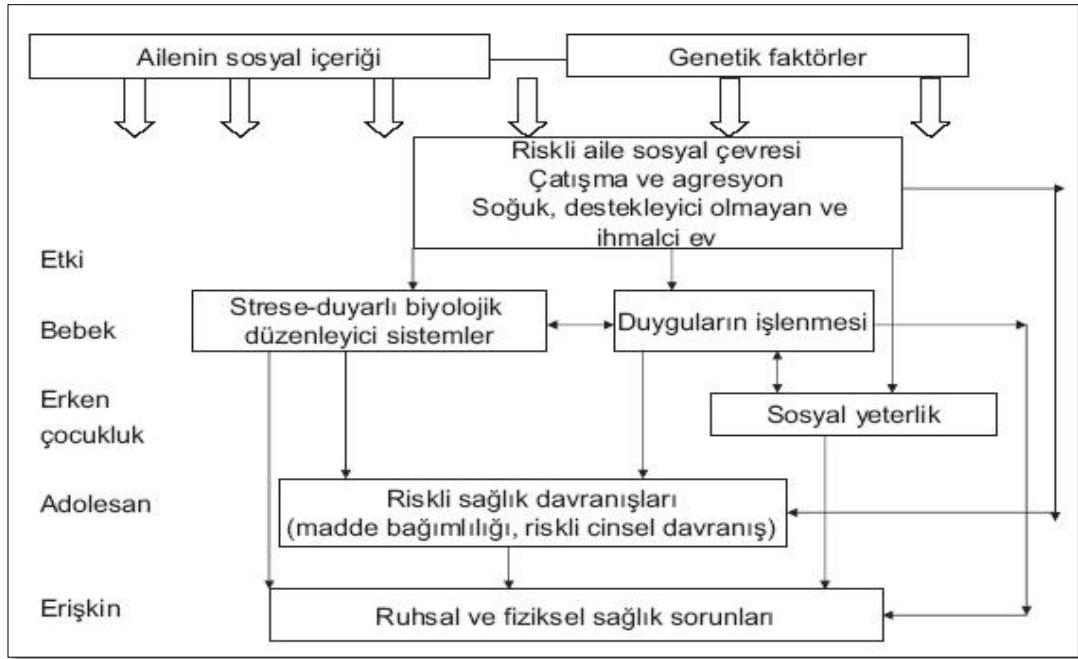 Ailenin sosyal içeriği
Genetik faktörler
Riskli aile sosyal çevresi
Çatışma ve agresyon
Soğuk, destekleyici olmayan ve
ihmalci ev
Etki
Bebek
Strese-duyarlı biyolojik
düzenleyici sistemler
Duyguların işlenmesi
Erken
çocukluk
Sosyal yeterlik
Adolesan
Riskli sağlık davranışları
(madde bağımlılığı, riskli cinsel davranış)
Erişkin
Ruhsal ve fiziksel sağlık sorunları